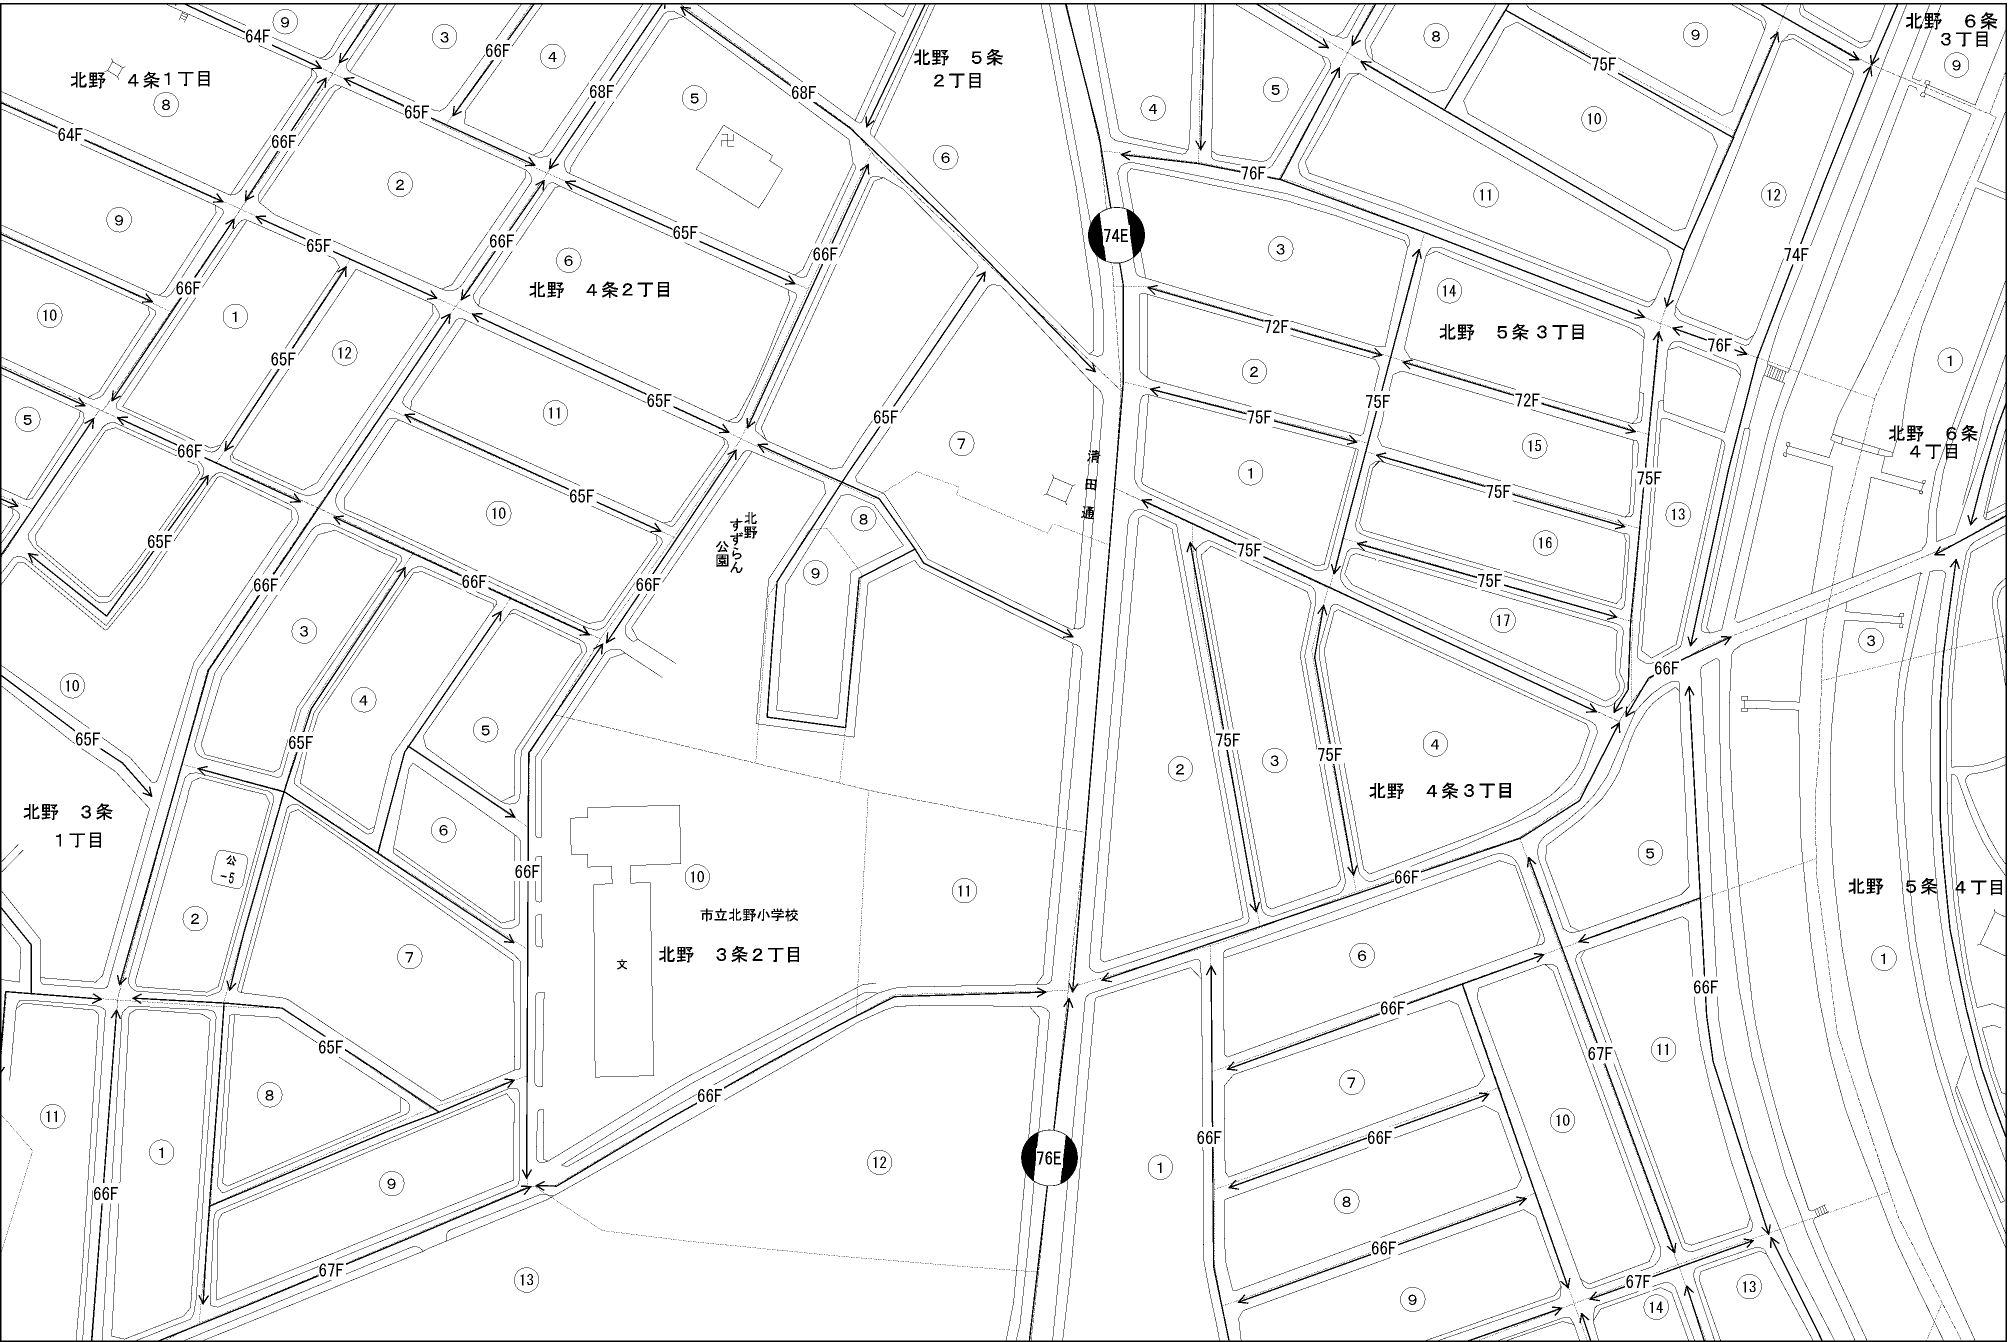 9
64F
3
66F
4
北野 4条1丁目
8
65F
68F
5
68F
卍
北野 5条
2丁目
6
4
5
8
9
75F
北野 6条
3丁目
9
10
64F
66F
9
2
65F
66F
65F
66F
6
北野 4条2丁目
76F
74E
3
11
12
74F
14
北野 5条3丁目
10
66F
1
65F
12
72F
76F
1
2
5
66F
11
65F
65F
75F
75F
72F
15
北野 6条
4丁目
7
清
田
通
10
65F
1
75F
75F
13
65F
8
北野
すずらん
公園
9
75F
16
66F
66F
66F
75F
17
3
3
66F
10
65F
4
5
65F
75F
2
3
75F
4
北野 4条3丁目
北野 3条
1丁目
6
公
-5
66F
10
市立北野小学校
11
66F
5
北野 5条 4丁目
2
7
文
北野 3条2丁目
6
1
66F
66F
65F
67F
11
8
66F
7
11
1
10
66F
66F
76E
12
1
9
66F
8
66F
67F
13
67F
9
14
13